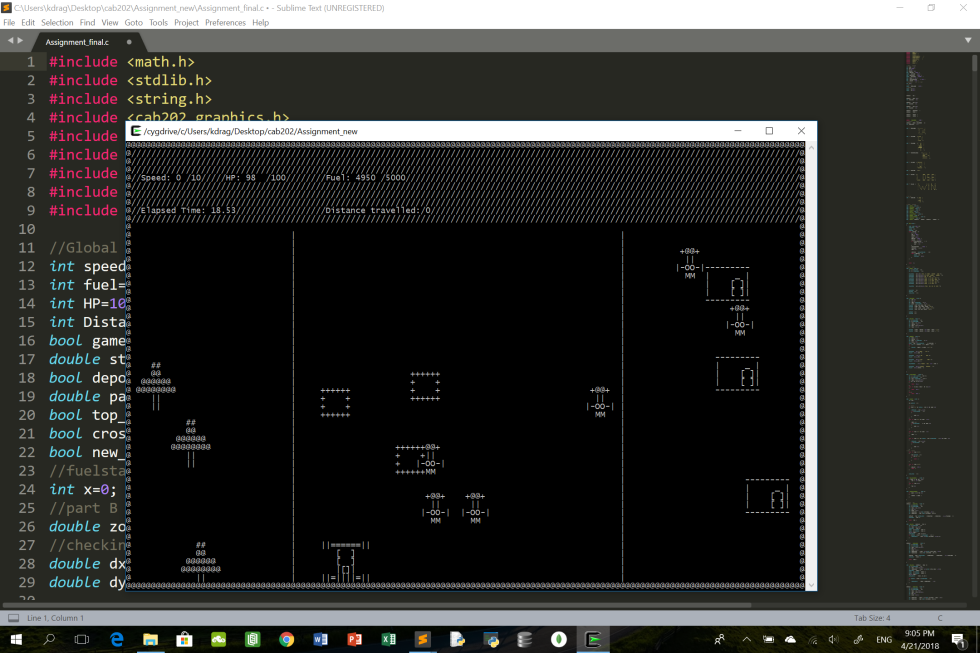 C:\Users\kdrag\Desktop\cab202\Assignment_new\Assignment_final.c • - Sublime Text (UNREGISTERED)
File Edit Selection Find View Goto Tools Project Preferences Help
Assignment_final.c
1 #include <math.h>
2 #include <stdlib.h>
3 #include <string.h>
4 #include <cab202_graphics.h>
/cygdrive/c/Users/kdrag/Desktop/cab202/Assignment_new
5 #include
6 #include
7 #include
8 #include
9 #include
10
11 //Global
12 int speed
13 int fuel=
14 int HP=10
15 int Dista
16 bool game
17 double st
18 bool depo
19 double pa
20 bool top_
21 bool cros
22 bool new_
23 //fuelsta
24 int x=0;
25 //part B
26 double zo
27 //checkin
28 double dx
29 double dy
30
Speed: 0 /10 HP: 98 /100 Fuel: 4950 /5000
Elapsed Time: 18.53 Distance travelled: 0
Line 1, Column 1 Tab Size: 4 C
ENG 9:05 PM
4/21/2018